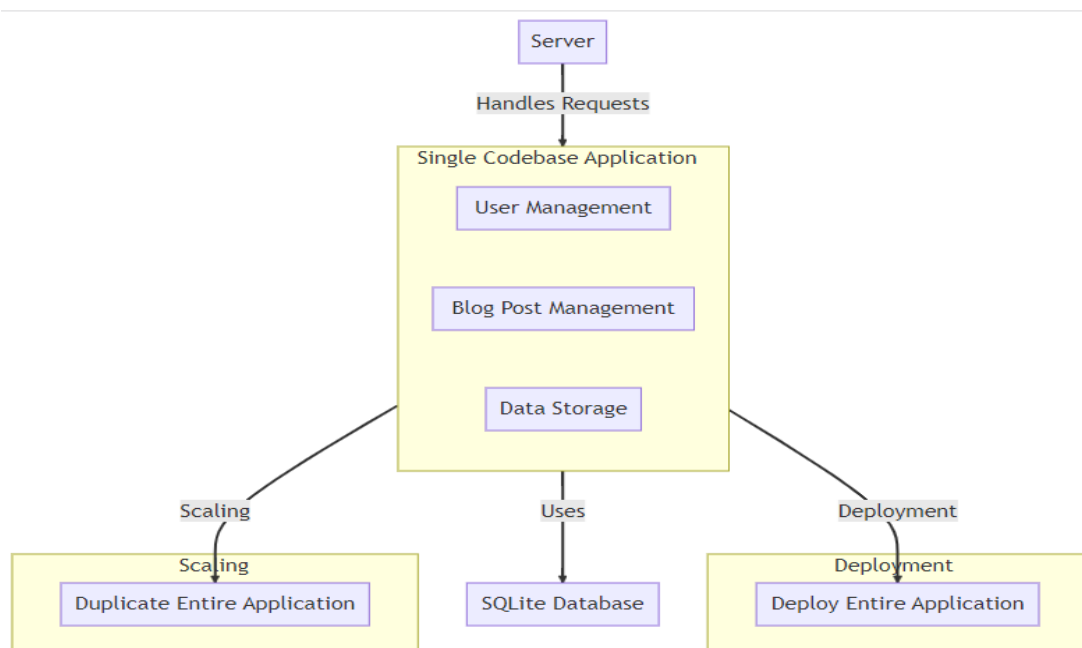 Server
Handles Requests
Single Codebase Application
User Management
Blog Post Management
Data Storage
Scaling
Uses
Deployment
Scaling
Deployment
Duplicate Entire Application
SQLite Database
Deploy Entire Application